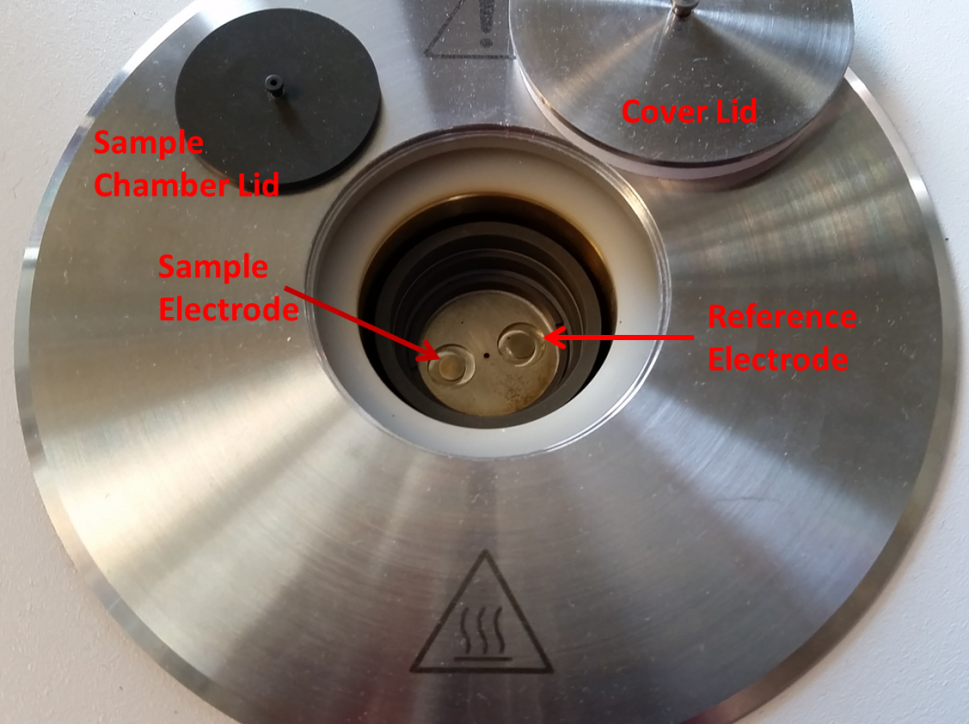 Cover Lid
Sample
Chamber Lid
Sample
Electrode
Reference
Electrode